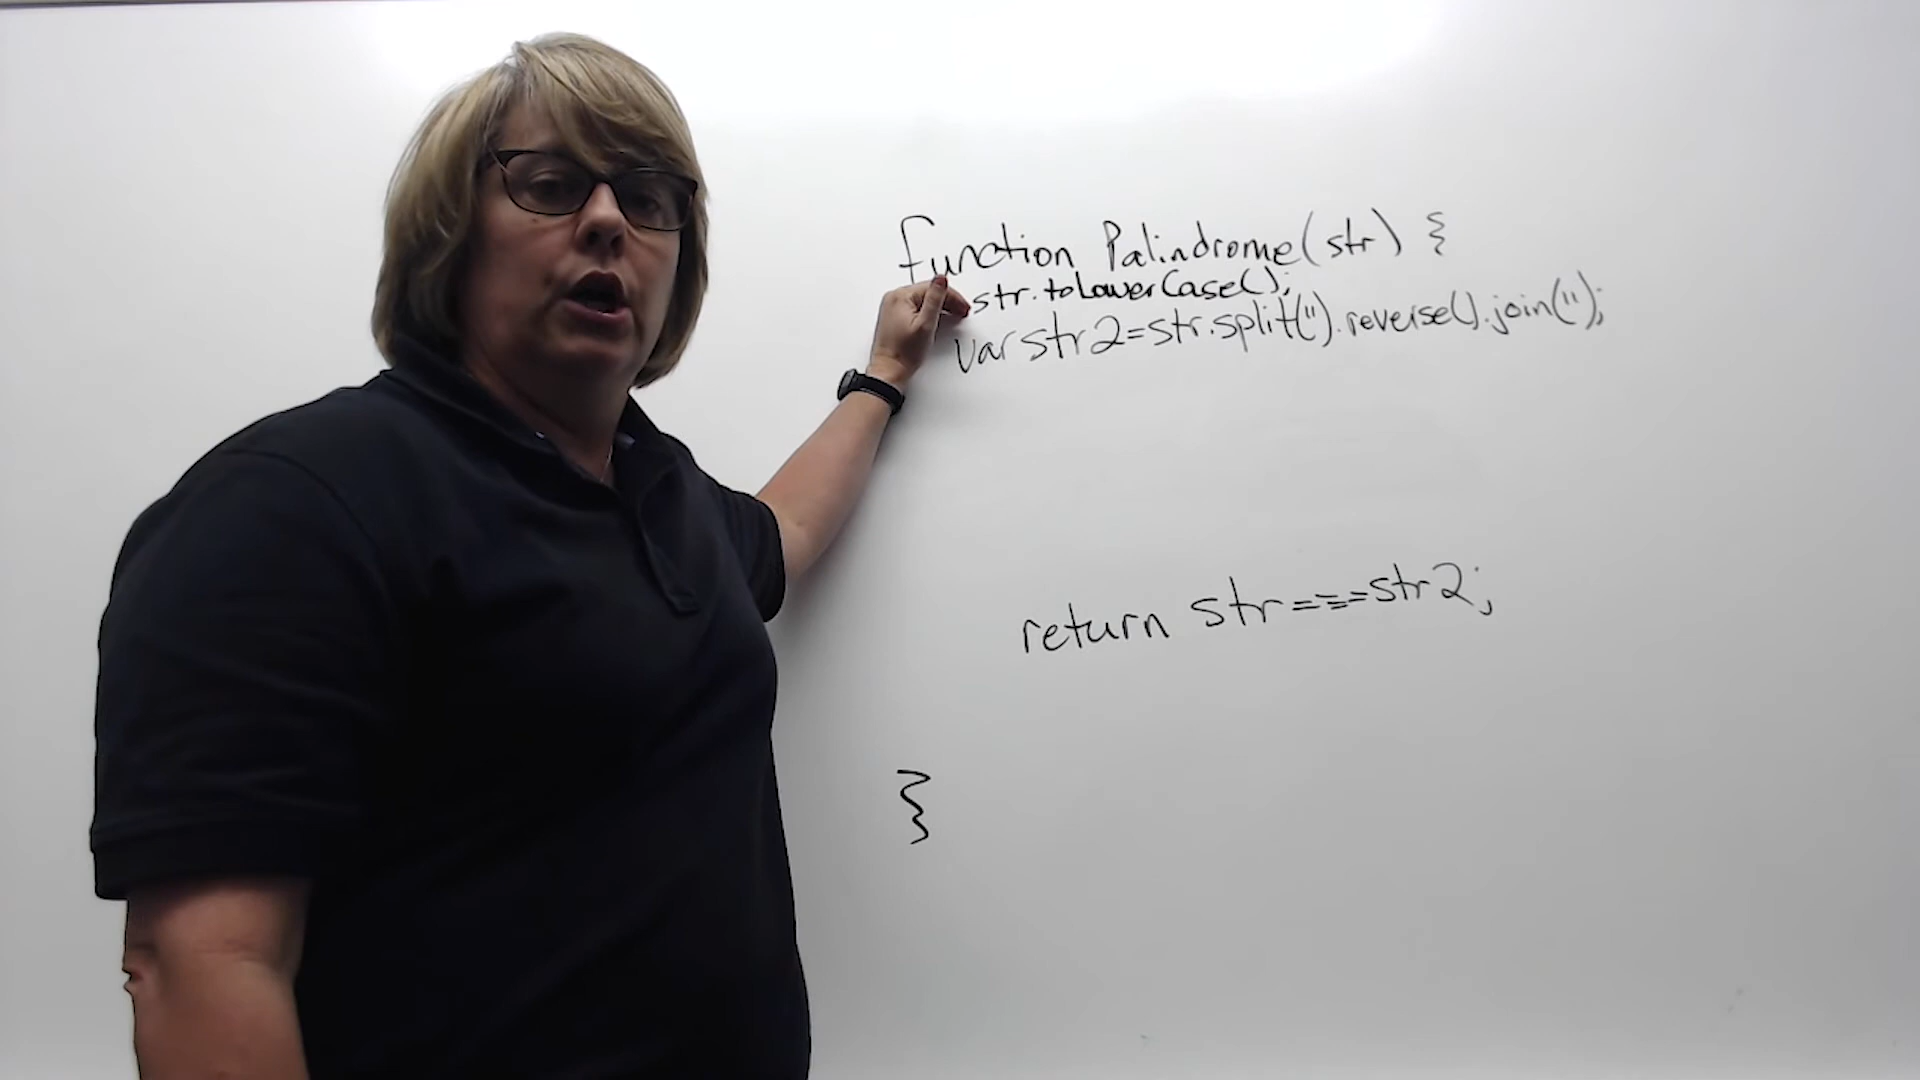 function Palindrome(str) {
str.toLowerCase();
var str2=str.split('').reverse().join('');
return str===str2;
}